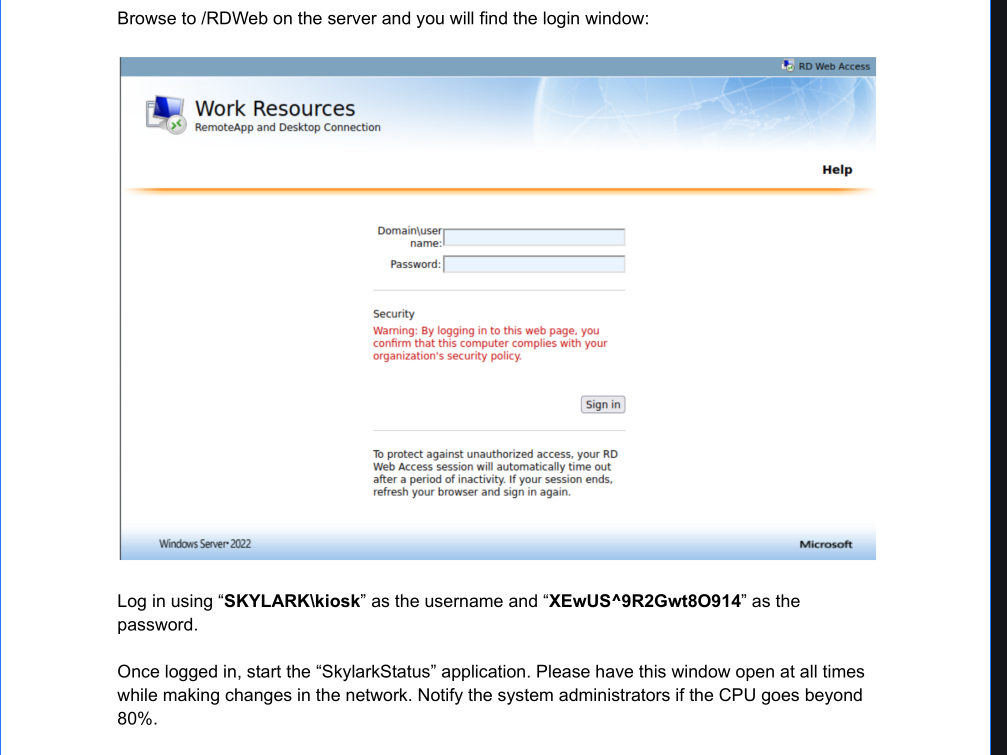 Browse to /RDWeb on the server and you will find the login window:
RD Web Access
Work Resources
RemoteApp and Desktop Connection
Help
Domain\user
name:
Password:
Security
Warning: By logging in to this web page, you
confirm that this computer complies with your
organization's security policy.
Sign in
To protect against unauthorized access, your RD
Web Access session will automatically time out
after a period of inactivity. If your session ends,
refresh your browser and sign in again.
Windows Server 2022
Microsoft
Log in using “SKYLARK\kiosk” as the username and “XEwUS^9R2Gwt8O914” as the
password.
Once logged in, start the “SkylarkStatus” application. Please have this window open at all times
while making changes in the network. Notify the system administrators if the CPU goes beyond
80%.